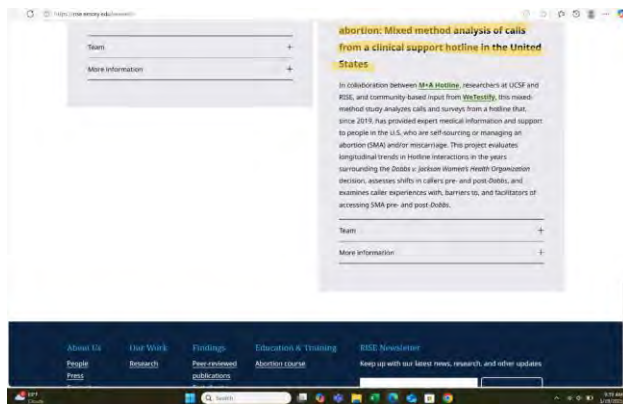 Team +
More Information +
abortion: Mixed method analysis of calls
from a clinical support hotline in the United
States
In collaboration between M+A Hotline, researchers at UCSF and
RISE, and community-based input from WeTestify, this mixed-
method study analyzes calls and surveys from a hotline that,
since 2019, has provided expert medical information and support
to people in the U.S. who are self-sourcing or managing an
abortion (SMA) and/or miscarriage. This project evaluates
longitudinal trends in Hotline interactions in the years
surrounding the Dobbs v. Jackson Women's Health Organization
decision, assesses shifts in callers pre- and post-Dobbs, and
examines caller experiences with, barriers to, and facilitators of
accessing SMA pre- and post-Dobbs.
Team +
More Information +
About Us
People
Press
Our Work
Research
Findings
Peer-reviewed
publications
Education & Training
Abortion course
RISE Newsletter
Keep up with our latest news, research, and other updates
Search